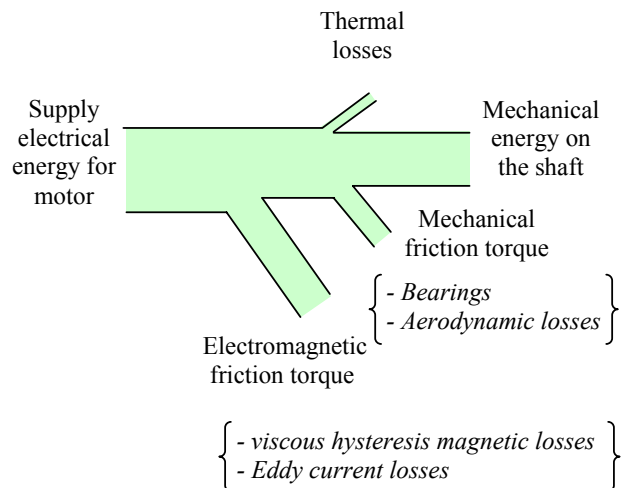 Thermal
losses
Supply
electrical
energy for
motor
Mechanical
energy on
the shaft
Mechanical
friction torque
- Bearings
- Aerodynamic losses
Electromagnetic
friction torque
- viscous hysteresis magnetic losses
- Eddy current losses